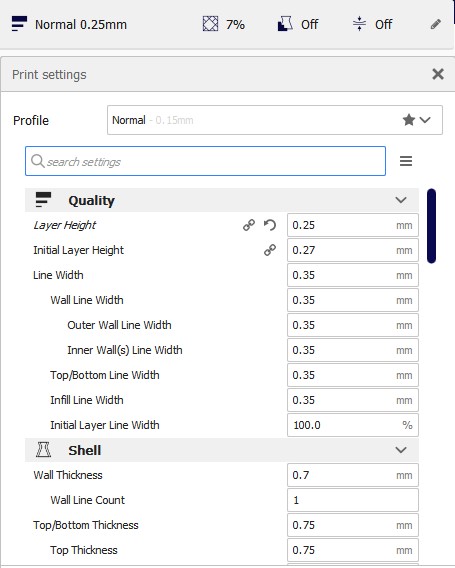 Normal 0.25mm 7% Off Off
Print settings
Profile Normal - 0.15mm
search settings
Quality
Layer Height 0.25 mm
Initial Layer Height 0.27 mm
Line Width 0.35 mm
Wall Line Width 0.35 mm
Outer Wall Line Width 0.35 mm
Inner Wall(s) Line Width 0.35 mm
Top/Bottom Line Width 0.35 mm
Infill Line Width 0.35 mm
Initial Layer Line Width 100.0 %
Shell
Wall Thickness 0.7 mm
Wall Line Count 1
Top/Bottom Thickness 0.75 mm
Top Thickness 0.75 mm